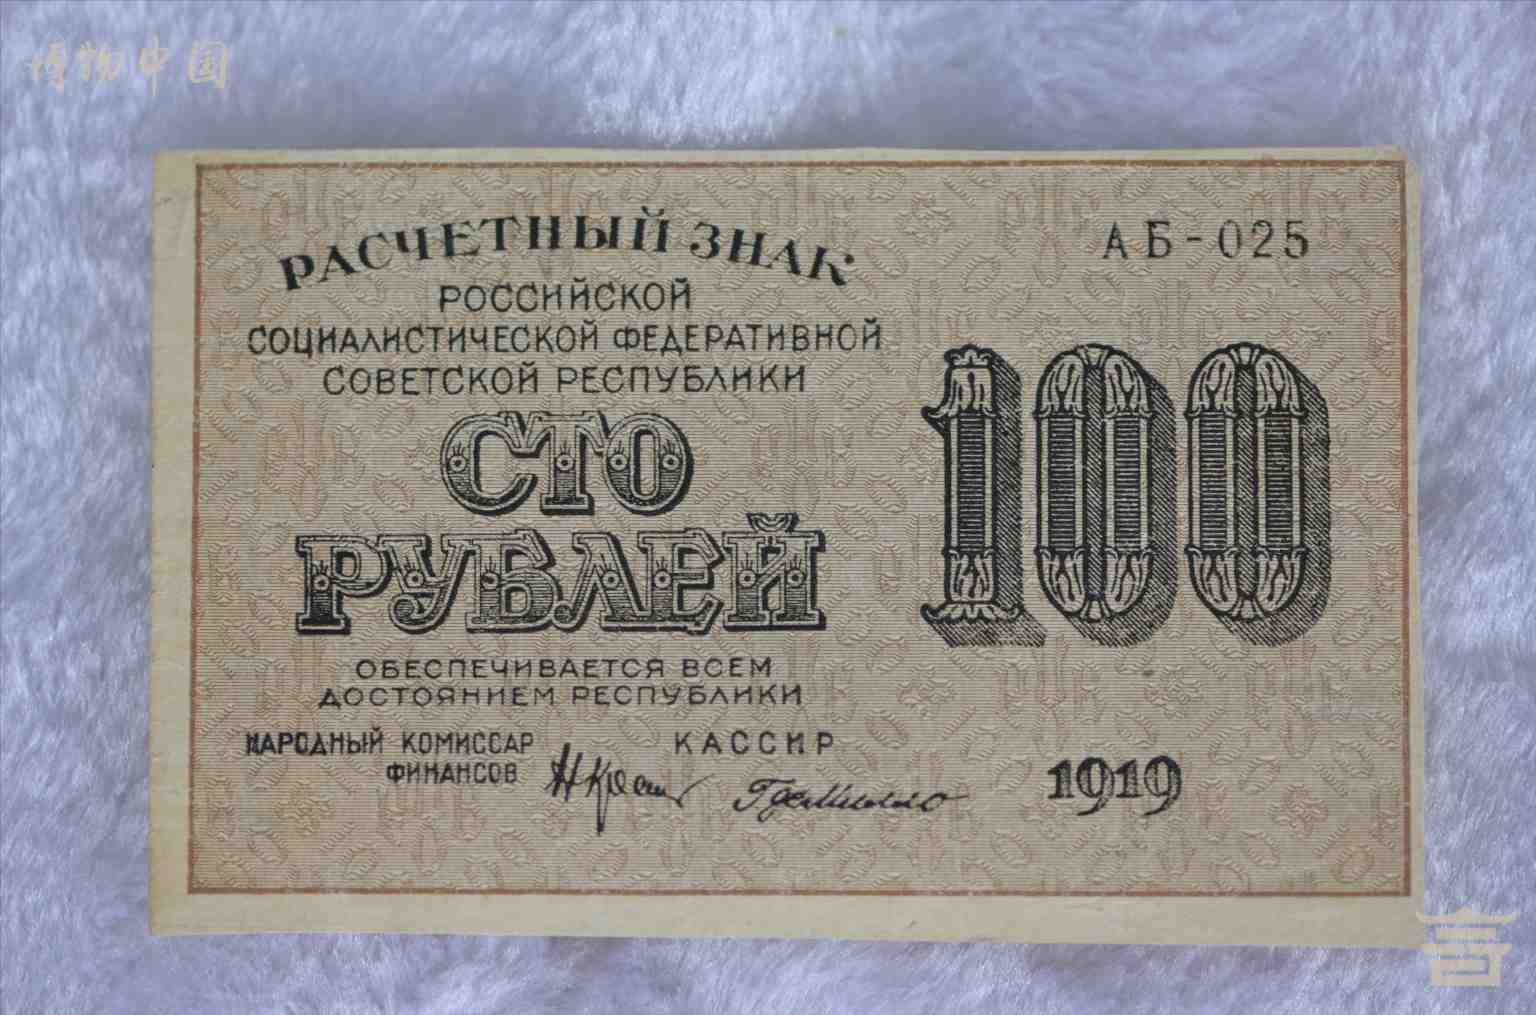 博物中国
РАСЧЕТНЫЙ ЗНАК
АБ-025
РОССИЙСКОЙ
СОЦИАЛИСТИЧЕСКОЙ ФЕДЕРАТИВНОЙ
СОВЕТСКОЙ РЕСПУБЛИКИ
СТО
РУБЛЕЙ
100
ОБЕСПЕЧИВАЕТСЯ ВСЕМ
ДОСТОЯНИЕМ РЕСПУБЛИКИ
НАРОДНЫЙ КОМИССАР
ФИНАНСОВ
КАССИР
1919